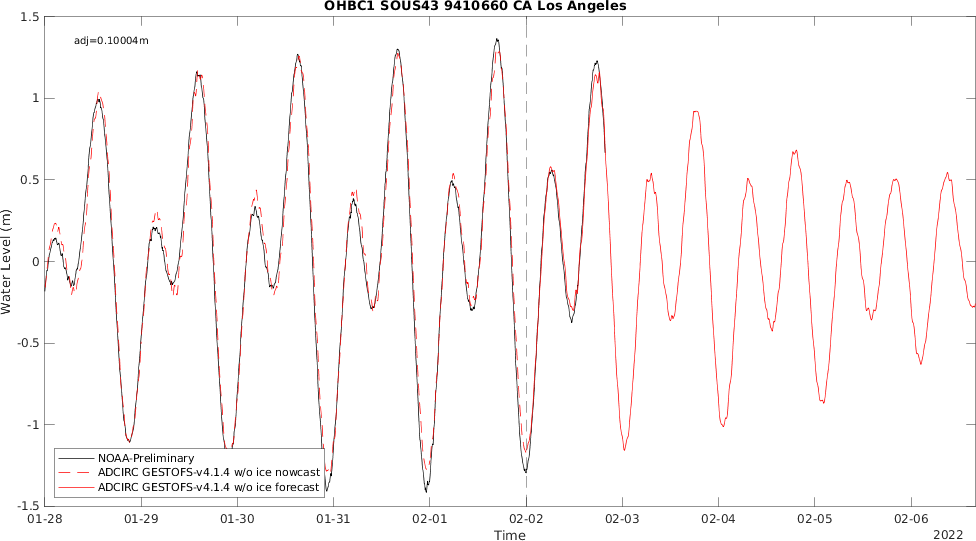 OHBC1 SOUS43 9410660 CA Los Angeles
adj=0.10004m
1.5
1
0.5
0
-0.5
-1
-1.5
Water Level (m)
NOAA-Preliminary
ADCIRC GESTOFS-v4.1.4 w/o ice nowcast
ADCIRC GESTOFS-v4.1.4 w/o ice forecast
01-28 01-29 01-30 01-31 02-01 02-02 02-03 02-04 02-05 02-06
Time
2022